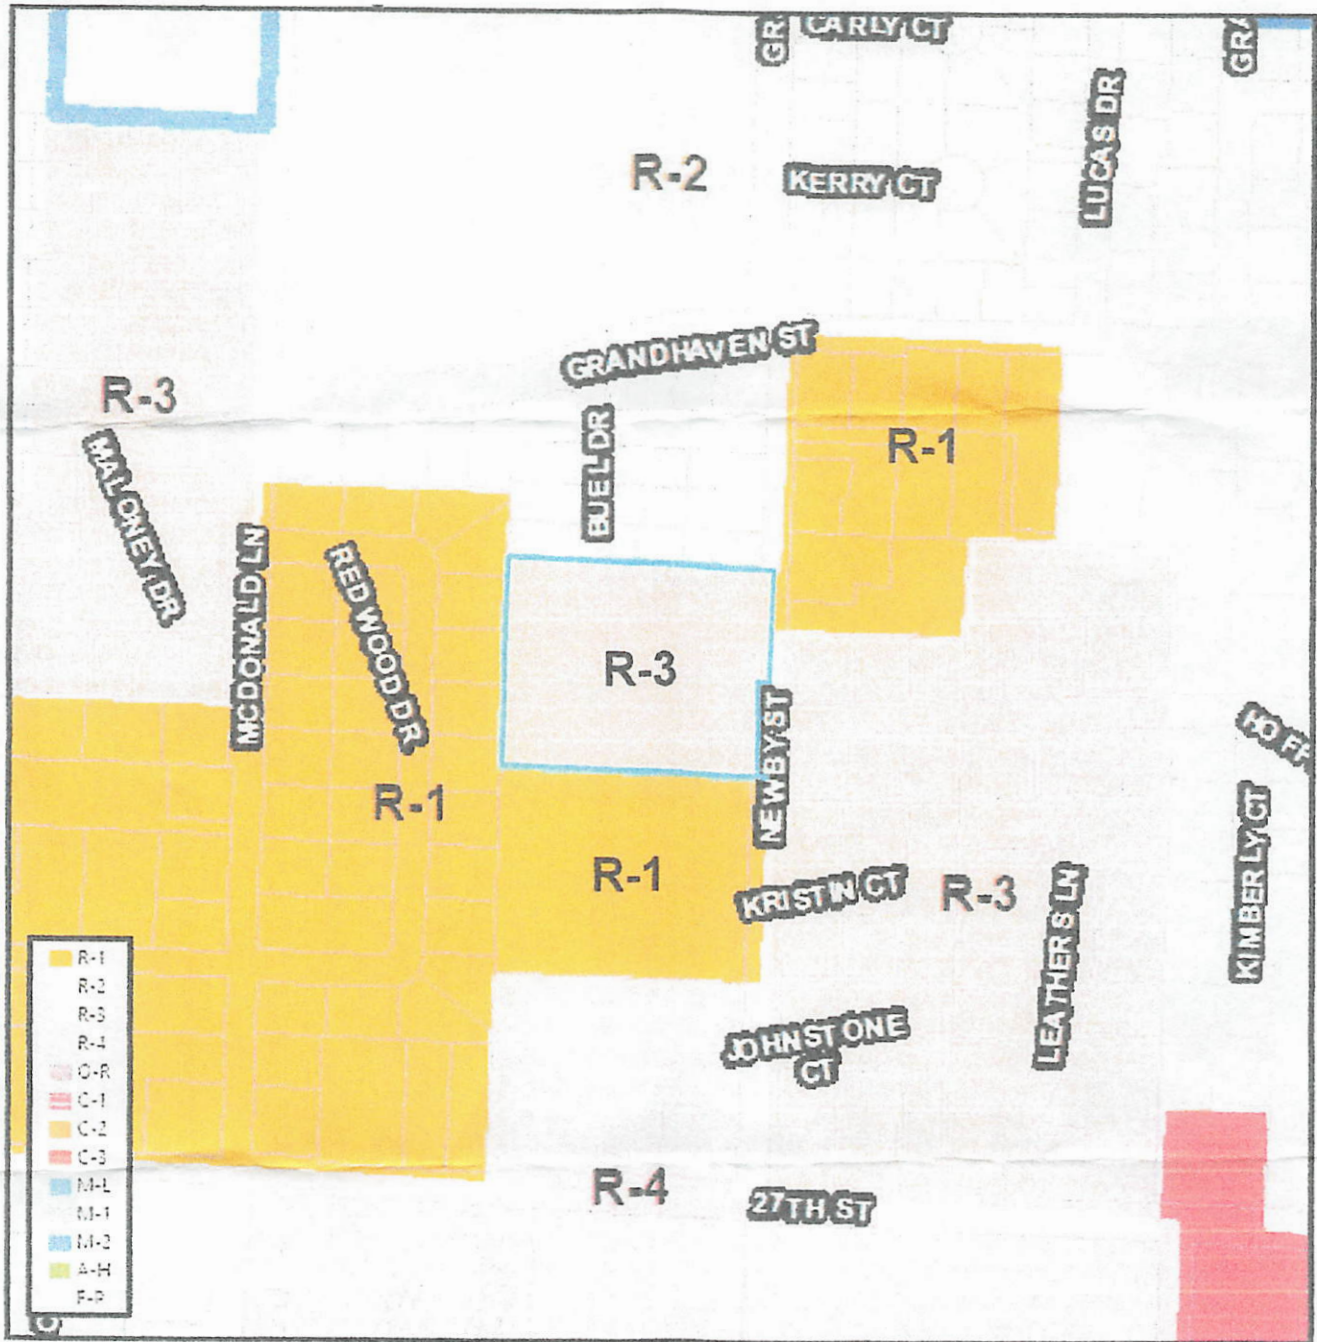 GR
CARLY CT
GRA
LUCAS DR
R-2
KERRY CT
GRANDHAVEN ST
R-3
BUEL DR
R-1
MALONEY DR
MCDONALD LN
REDWOOD DR
R-3
NEWBY ST
HO
R-1
R-1
KRISTIN CT
R-3
LEATHERS LN
KIMBERLY CT
JOHNSTONE
CT
R-4
27TH ST
R-1
R-2
R-3
R-4
O-R
C-1
C-2
C-3
M-L
M-1
M-2
A-H
F-P